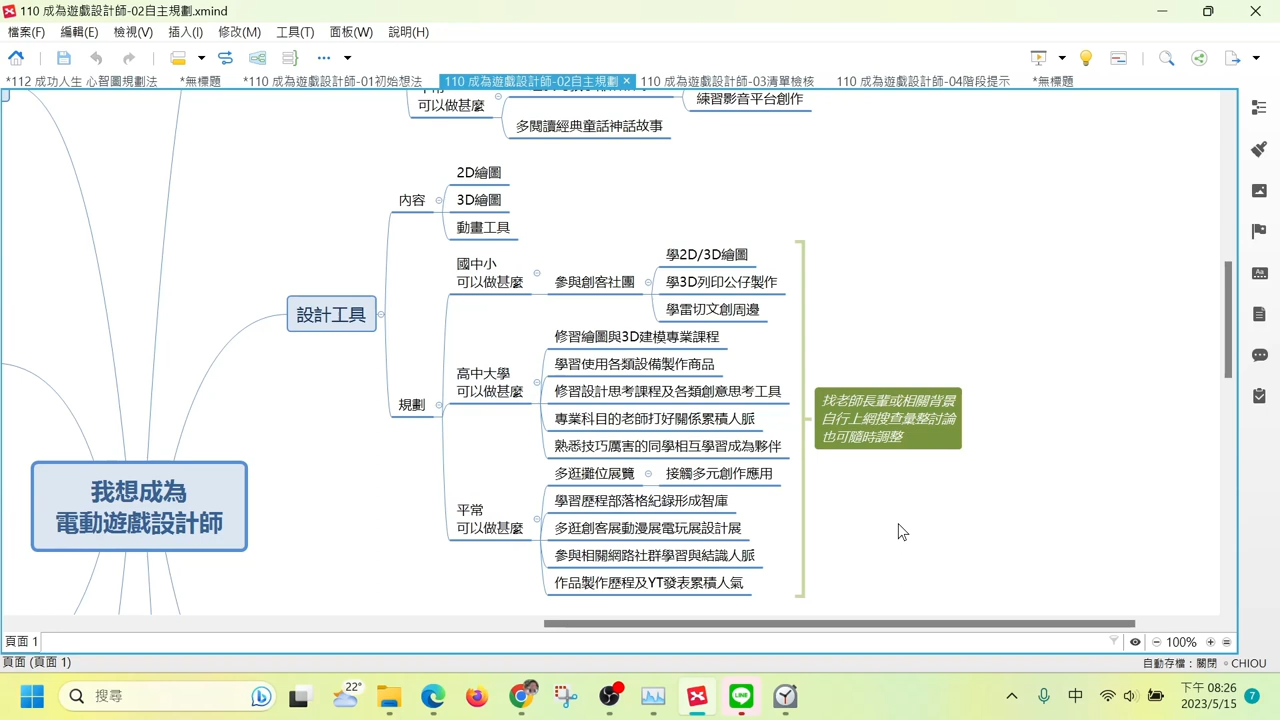 110 成為遊戲設計師-02自主規劃.xmind
檔案(F) 編輯(E) 檢視(V) 插入(I) 修改(M) 工具(T) 面板(W) 說明(H)
*112 成功人生 心智圖規劃法 *無標題 *110 成為遊戲設計師-01初始想法 110 成為遊戲設計師-02自主規劃 110 成為遊戲設計師-03清單檢核 110 成為遊戲設計師-04階段提示 *無標題
可以做甚麼
練習影音平台創作
多閱讀經典童話神話故事
設計工具
內容
2D繪圖
3D繪圖
動畫工具
規劃
國中小
可以做甚麼
參與創客社團
學2D/3D繪圖
學3D列印公仔製作
學雷切文創周邊
高中大學
可以做甚麼
修習繪圖與3D建模專業課程
學習使用各類設備製作商品
修習設計思考課程及各類創意思考工具
專業科目的老師打好關係累積人脈
熟悉技巧厲害的同學相互學習成為夥伴
平常
可以做甚麼
多逛攤位展覽
接觸多元創作應用
學習歷程部落格紀錄形成智庫
多逛創客展動漫展電玩展設計展
參與相關網路社群學習與結識人脈
作品製作歷程及YT發表累積人氣
找老師長輩或相關背景
自行上網搜查彙整討論
也可隨時調整
我想成為
電動遊戲設計師
頁面 1
100%
頁面 (頁面 1)
自動存檔：關閉 CHIOU
搜尋
22°
中
下午 08:26
2023/5/15
7